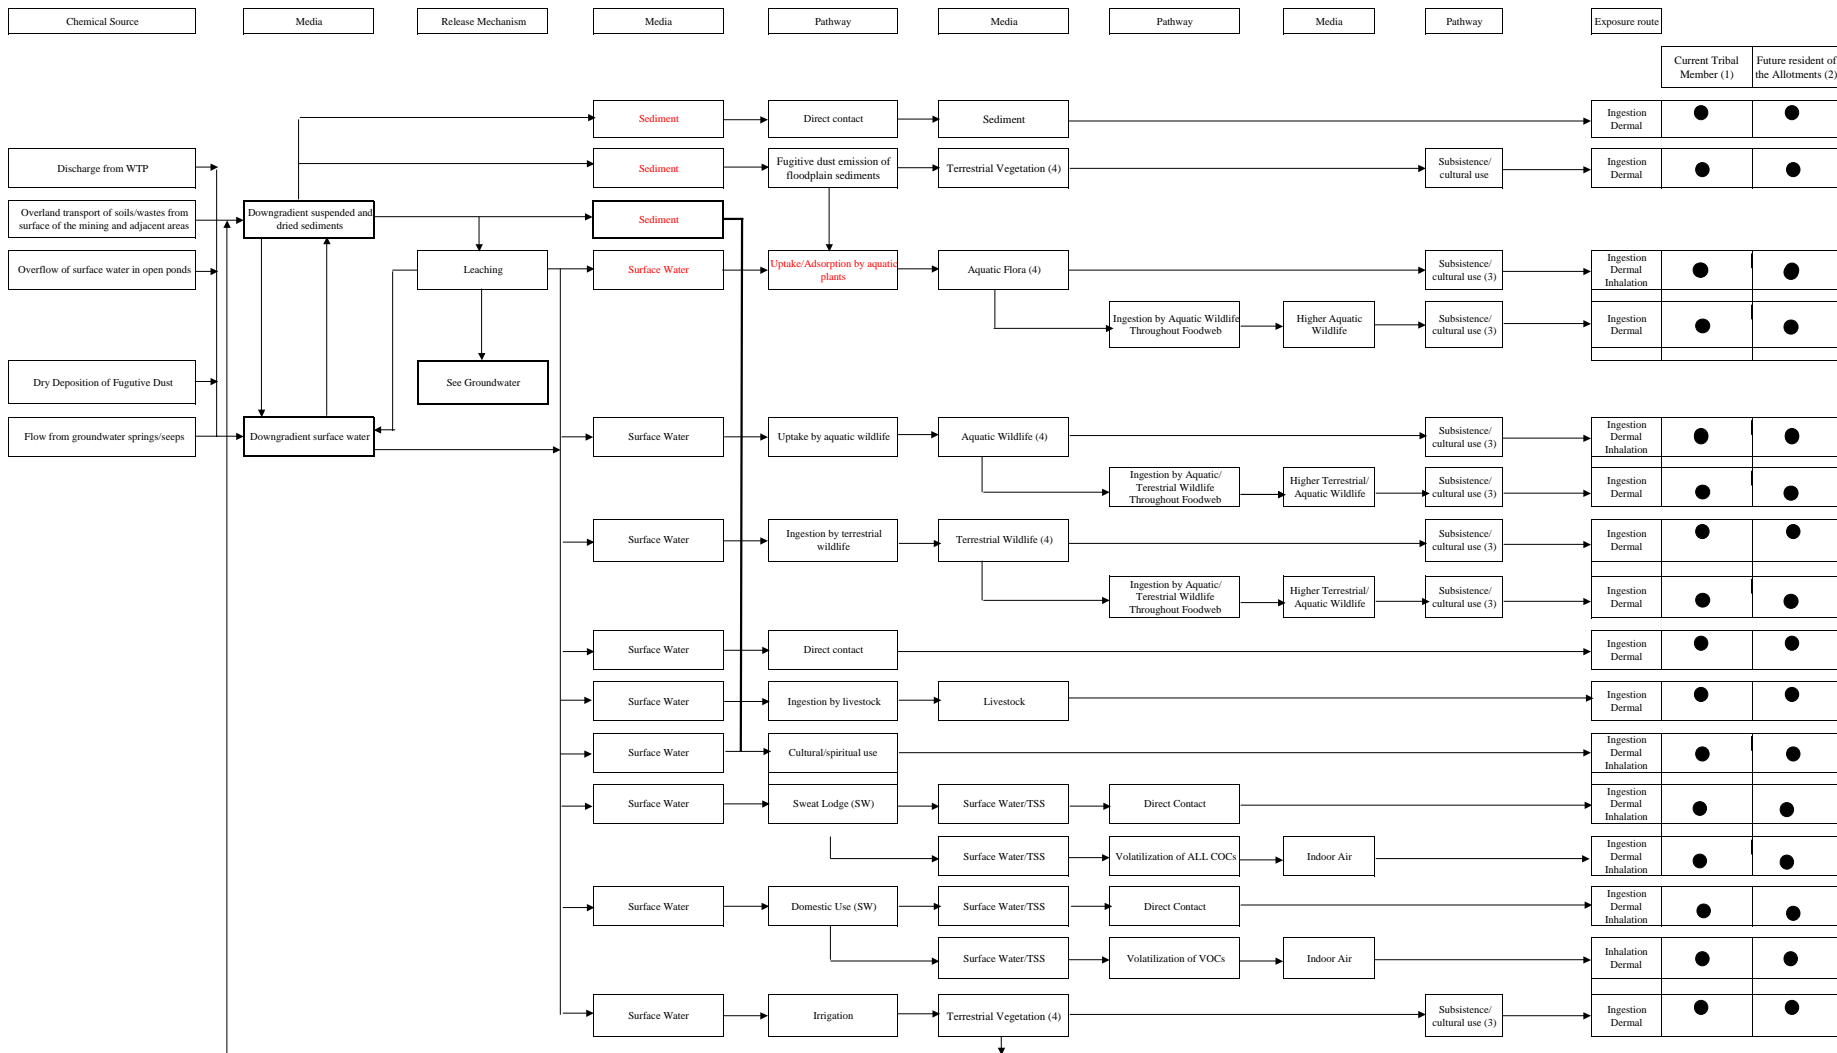 Chemical Source
Media
Release Mechanism
Media
Pathway
Media
Pathway
Media
Pathway
Exposure route
Current Tribal
Member (1)
Future resident of
the Allotments (2)
Sediment
Direct contact
Sediment
Ingestion
Dermal
Discharge from WTP
Sediment
Fugitive dust emission of
floodplain sediments
Terrestrial Vegetation (4)
Subsistence/
cultural use
Ingestion
Dermal
Overland transport of soils/wastes from
surface of the mining and adjacent areas
Downgradient suspended and
dried sediments
Sediment
Overflow of surface water in open ponds
Leaching
Surface Water
Uptake/Adsorption by aquatic
plants
Aquatic Flora (4)
Subsistence/
cultural use (3)
Ingestion
Dermal
Inhalation
Ingestion by Aquatic Wildlife
Throughout Foodweb
Higher Aquatic
Wildlife
Subsistence/
cultural use (3)
Ingestion
Dermal
Dry Deposition of Fugutive Dust
See Groundwater
Flow from groundwater springs/seeps
Downgradient surface water
Surface Water
Uptake by aquatic wildlife
Aquatic Wildlife (4)
Subsistence/
cultural use (3)
Ingestion
Dermal
Inhalation
Ingestion by Aquatic/
Terestrial Wildlife
Throughout Foodweb
Higher Terrestrial/
Aquatic Wildlife
Subsistence/
cultural use (3)
Ingestion
Dermal
Surface Water
Ingestion by terrestrial
wildlife
Terrestrial Wildlife (4)
Subsistence/
cultural use (3)
Ingestion
Dermal
Ingestion by Aquatic/
Terestrial Wildlife
Throughout Foodweb
Higher Terrestrial/
Aquatic Wildlife
Subsistence/
cultural use (3)
Ingestion
Dermal
Surface Water
Direct contact
Ingestion
Dermal
Surface Water
Ingestion by livestock
Livestock
Ingestion
Dermal
Surface Water
Cultural/spiritual use
Ingestion
Dermal
Inhalation
Surface Water
Sweat Lodge (SW)
Surface Water/TSS
Direct Contact
Ingestion
Dermal
Inhalation
Surface Water/TSS
Volatilization of ALL COCs
Indoor Air
Ingestion
Dermal
Inhalation
Surface Water
Domestic Use (SW)
Surface Water/TSS
Direct Contact
Ingestion
Dermal
Inhalation
Surface Water/TSS
Volatilization of VOCs
Indoor Air
Inhalation
Dermal
Surface Water
Irrigation
Terrestrial Vegetation (4)
Subsistence/
cultural use (3)
Ingestion
Dermal